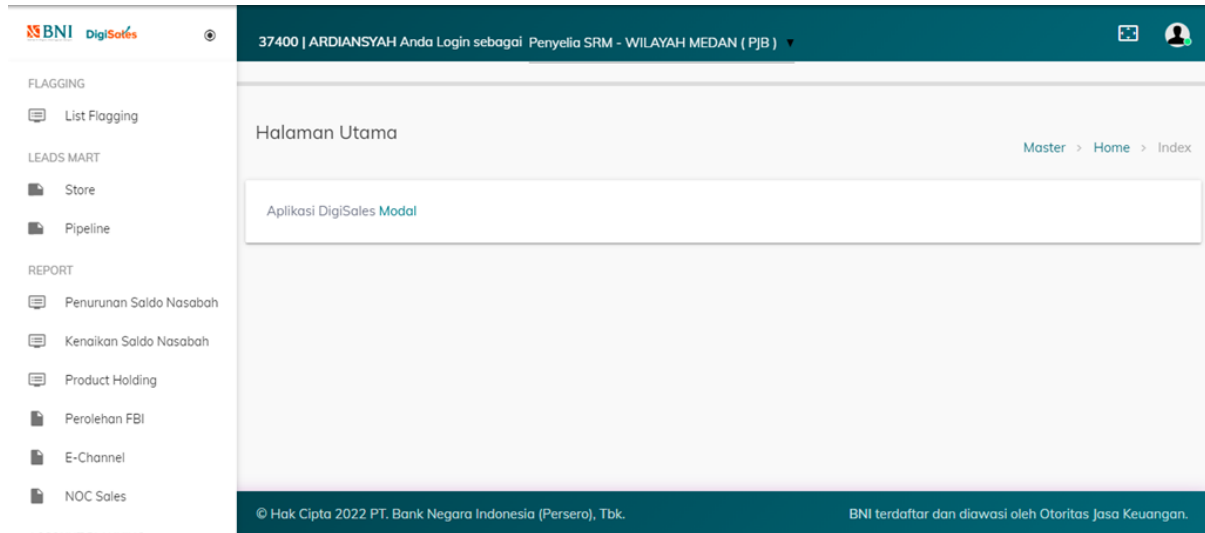 BNI DigiSales
37400 | ARDIANSYAH Anda Login sebagai Penyelia SRM - WILAYAH MEDAN ( PJB )
FLAGGING
List Flagging
LEADS MART
Store
Pipeline
REPORT
Penurunan Saldo Nasabah
Kenaikan Saldo Nasabah
Product Holding
Perolehan FBI
E-Channel
NOC Sales
Halaman Utama
Master > Home > Index
Aplikasi DigiSales Modal
© Hak Cipta 2022 PT. Bank Negara Indonesia (Persero), Tbk.
BNI terdaftar dan diawasi oleh Otoritas Jasa Keuangan.